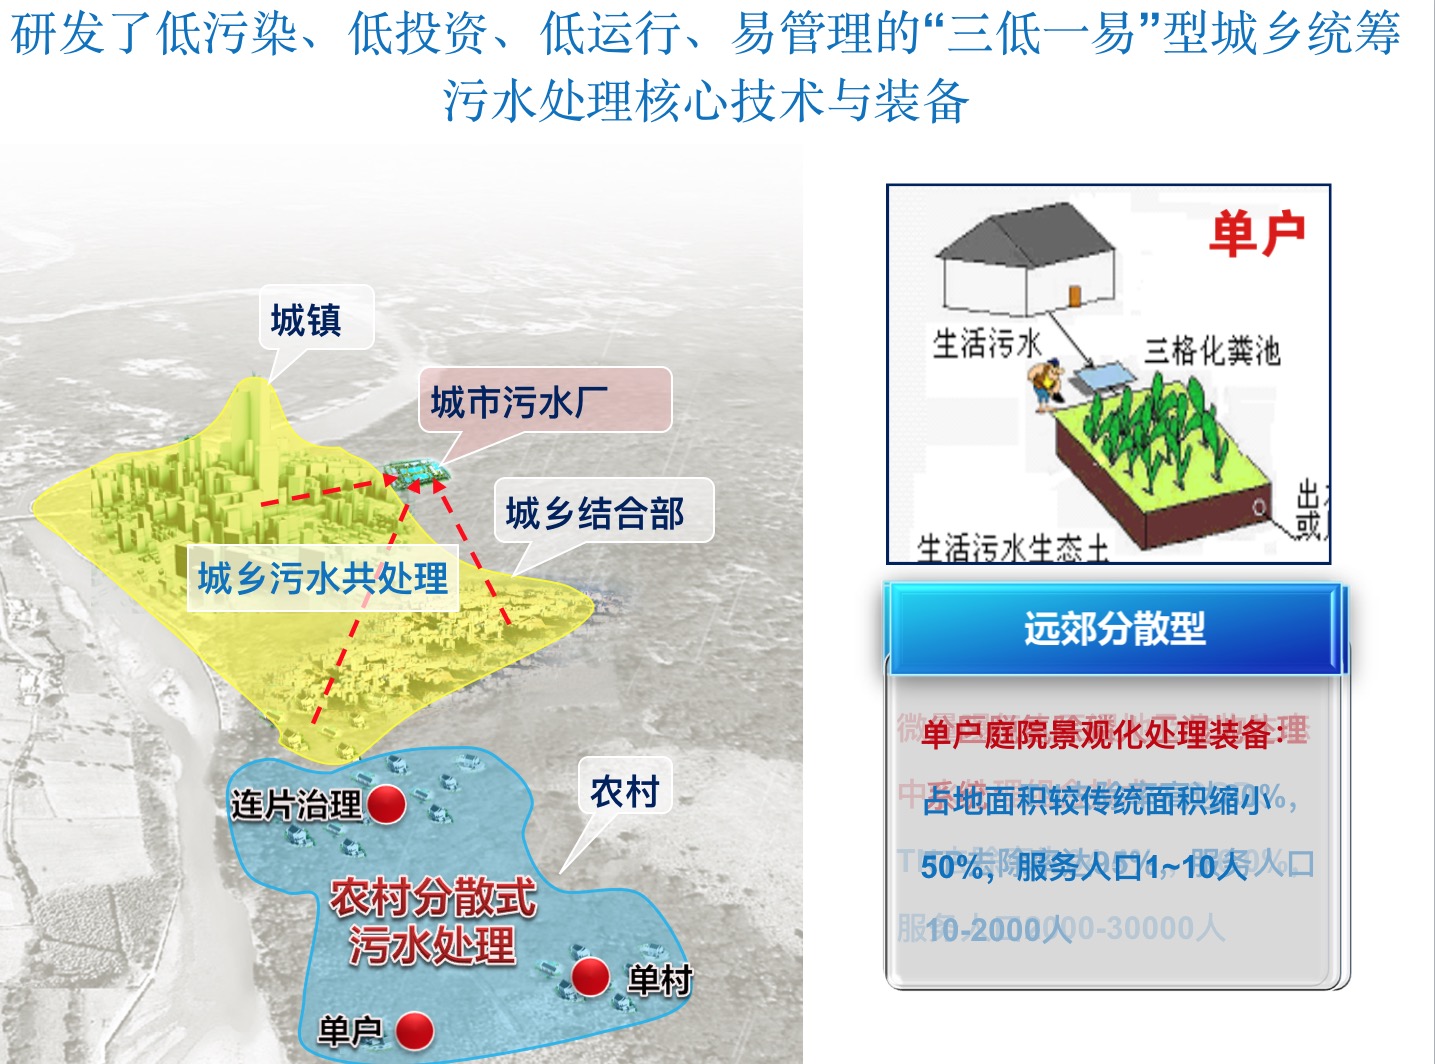 研发了低污染、低投资、低运行、易管理的“三低一易”型城乡统筹
污水处理核心技术与装备
城镇
城市污水厂
城乡结合部
城乡污水共处理
农村
连片治理
农村分散式
污水处理
单村
单户
单户
生活污水
三格化粪池
生活污水生态土
远郊分散型
单户庭院景观化处理装备：
占地面积较传统面积缩小
50%，服务人口1~10人
10-2000人